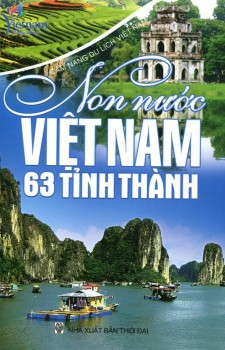 CẨM NANG DU LỊCH VIỆT NAM
Non nước
VIỆT NAM
63 TỈNH THÀNH
NHÀ XUẤT BẢN THỜI ĐẠI